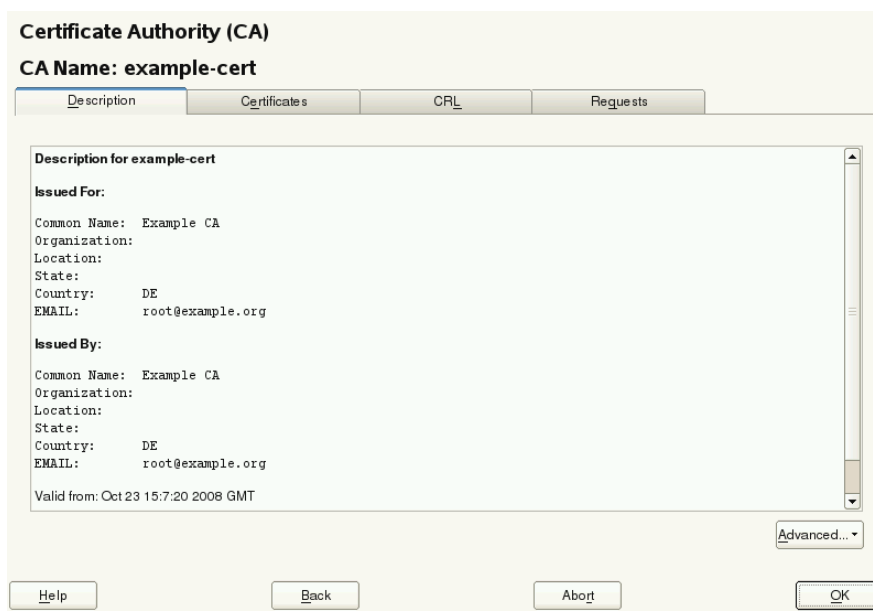 Certificate Authority (CA)
CA Name: example-cert
Description Certificates CRL Requests
Description for example-cert
Issued For:
Common Name: Example CA
Organization:
Location:
State:
Country: DE
EMAIL: root@example.org
Issued By:
Common Name: Example CA
Organization:
Location:
State:
Country: DE
EMAIL: root@example.org
Valid from: Oct 23 15:7:20 2008 GMT
Advanced...
Help Back Abort OK